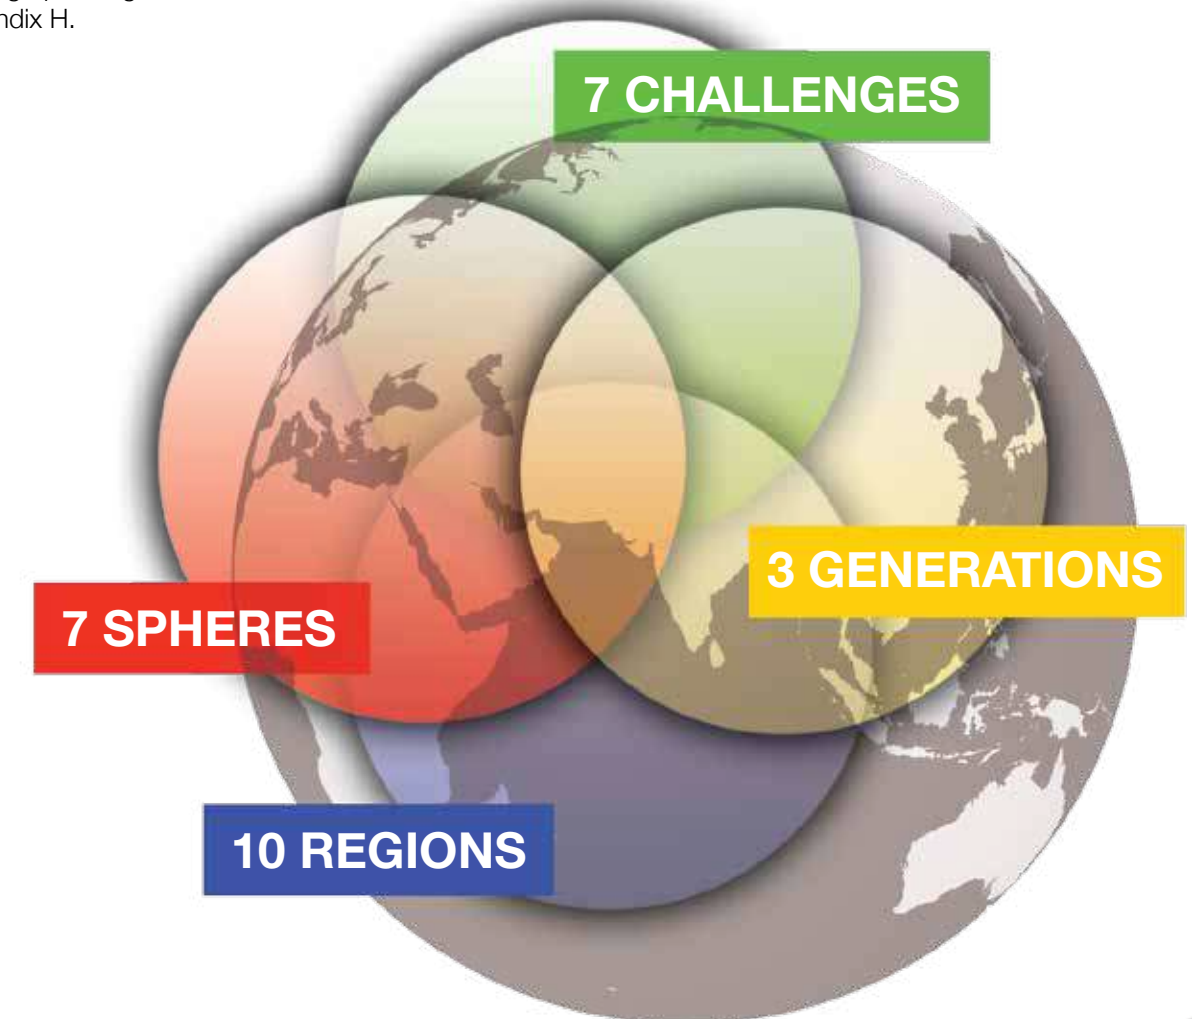 ndix H.
7 CHALLENGES
3 GENERATIONS
7 SPHERES
10 REGIONS